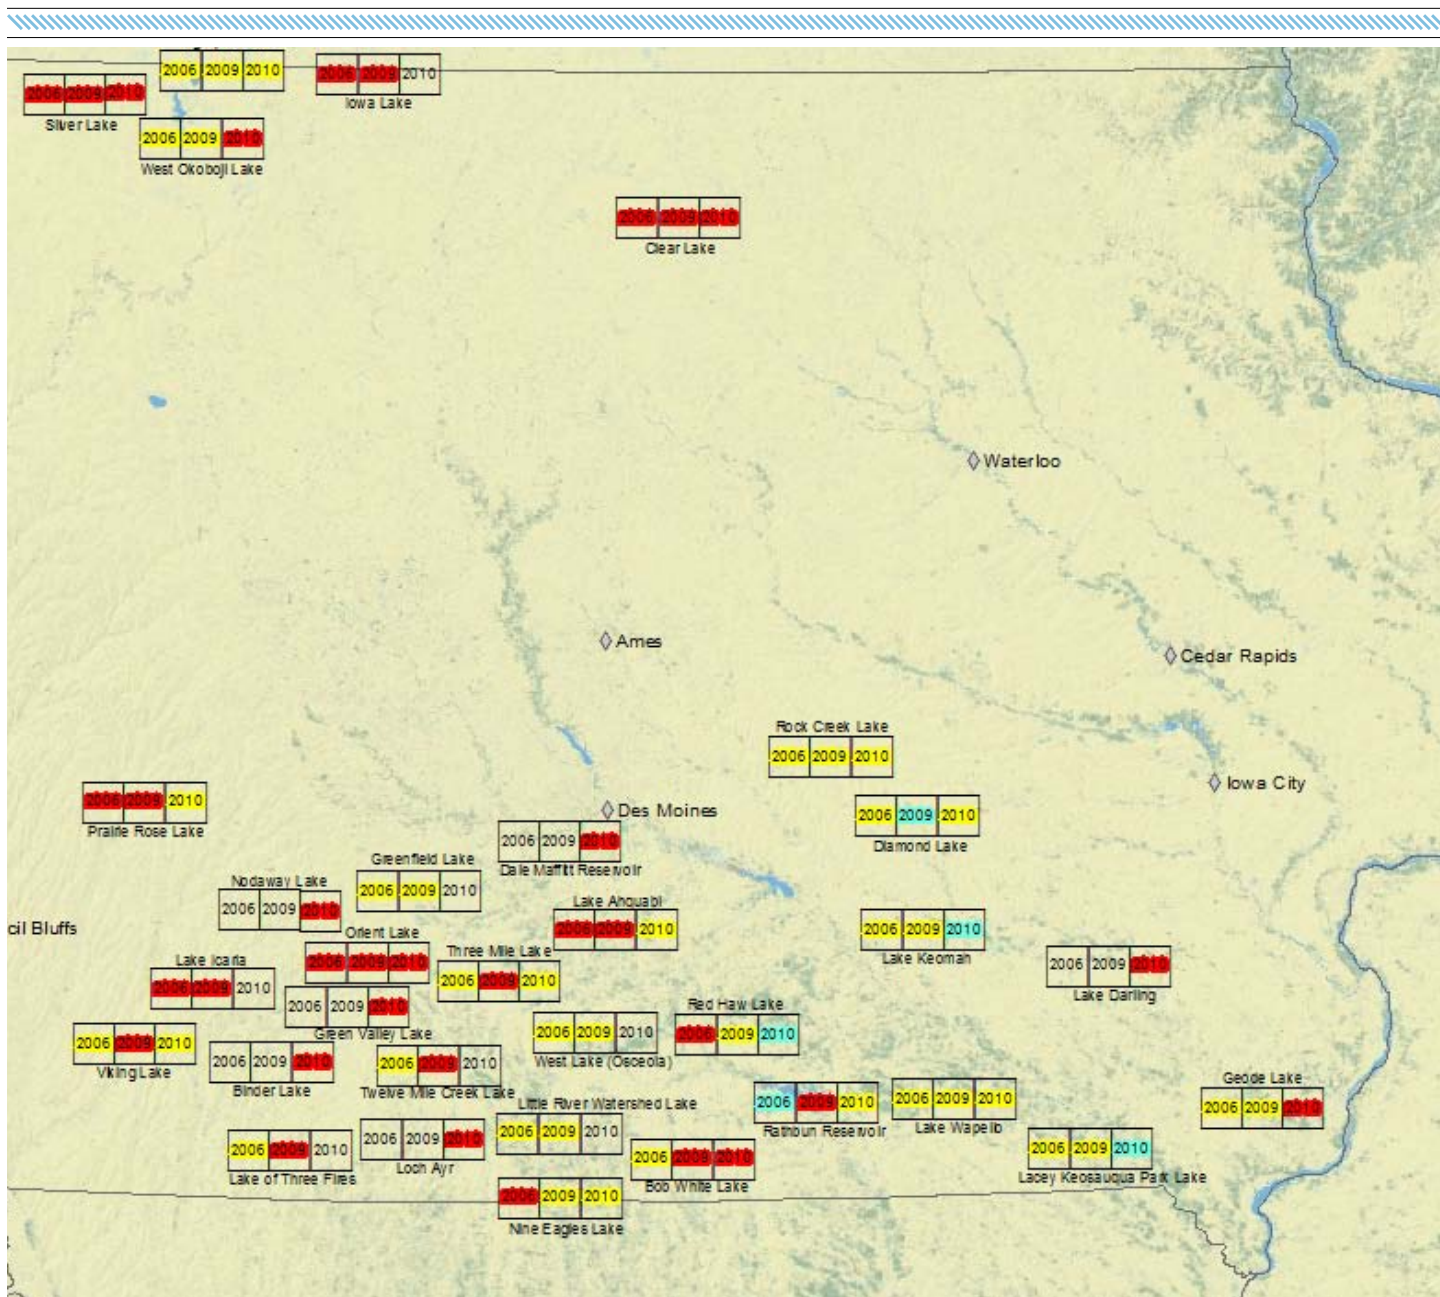 2006 2009 2010
2006 2009 2010
Iowa Lake
2006 2009 2010
Silver Lake
2006 2009 2010
West Okoboji Lake
2006 2009 2010
Clear Lake
Waterloo
Ames
Cedar Rapids
Rock Creek Lake
2006 2009 2010
Iowa City
2006 2009 2010
Prairie Rose Lake
Des Moines
2006 2009 2010
Diamond Lake
2006 2009 2010
Dale Maffitt Reservoir
Greenfield Lake
2006 2009 2010
Nodaway Lake
2006 2009 2010
Lake Ahquabi
2006 2009 2010
cil Bluffs
2006 2009 2010
Lake Keomah
Orient Lake
2006 2009 2010
Three Mile Lake
2006 2009 2010
2006 2009 2010
Lake Darling
Lake Icaria
2006 2009 2010
2006 2009 2010
Green Valley Lake
Red Haw Lake
2006 2009 2010
2006 2009 2010
West Lake (Osceola)
2006 2009 2010
Viking Lake
2006 2009 2010
Binder Lake
2006 2009 2010
Twelve Mile Creek Lake
Little River Watershed Lake
2006 2009 2010
2006 2009 2010
Rathbun Reservoir
2006 2009 2010
Lake Wapello
Geode Lake
2006 2009 2010
2006 2009 2010
Lake of Three Fires
2006 2009 2010
Loch Ayr
2006 2009 2010
Bob White Lake
2006 2009 2010
Lacey Keosauqua Park Lake
2006 2009 2010
Nine Eagles Lake